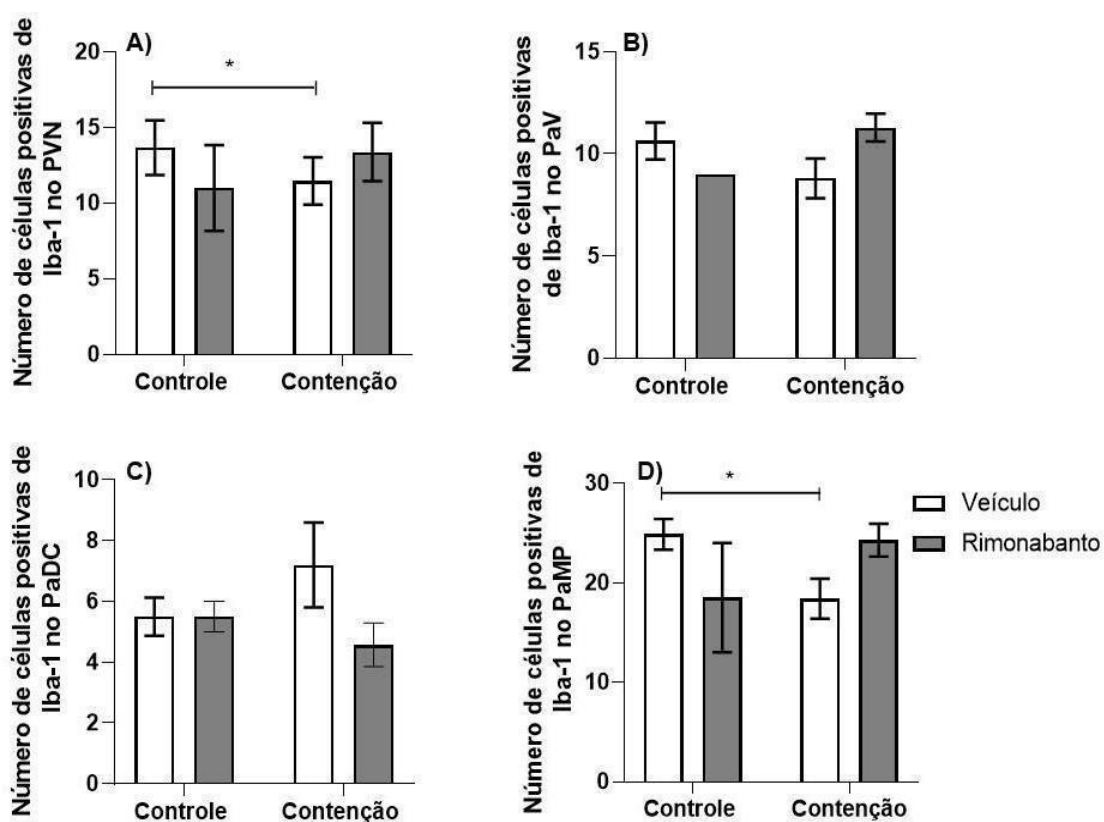 A)
Número de células positivas de
Iba-1 no PVN
20
15
10
5
0
*
Controle
Contenção
B)
Número de células positivas
de Iba-1 no PaV
15
10
5
0
Controle
Contenção
C)
Número de células positivas de
Iba-1 no PaDC
10
8
6
4
2
0
Controle
Contenção
D)
Número de células positivas de
Iba-1 no PaMP
30
20
10
0
*
Controle
Contenção
Veículo
Rimonabanto